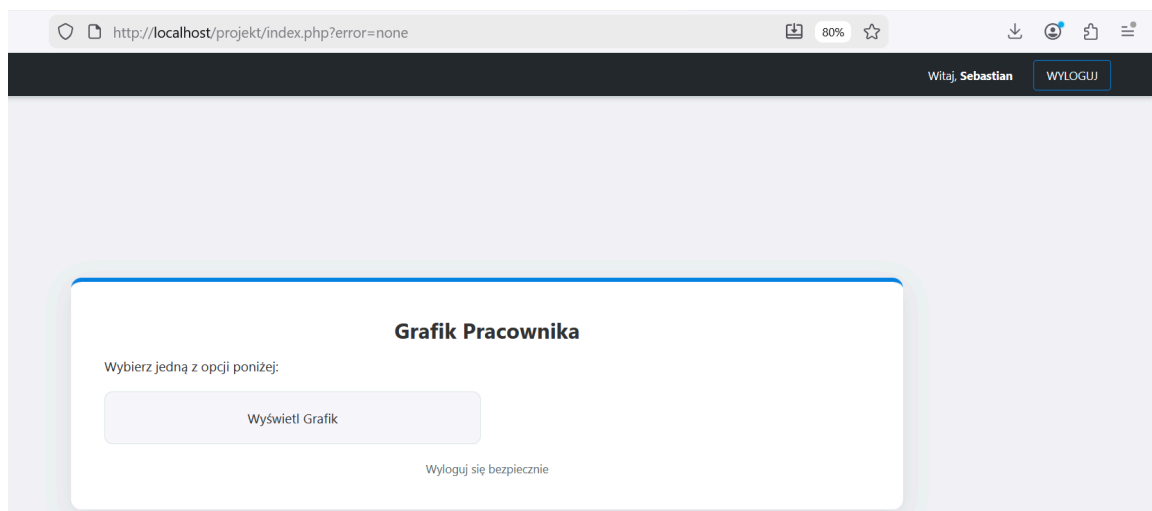 http://localhost/projekt/index.php?error=none
80%
Witaj, Sebastian
WYLOGUJ
Grafik Pracownika
Wybierz jedną z opcji poniżej:
Wyświetl Grafik
Wyloguj się bezpiecznie